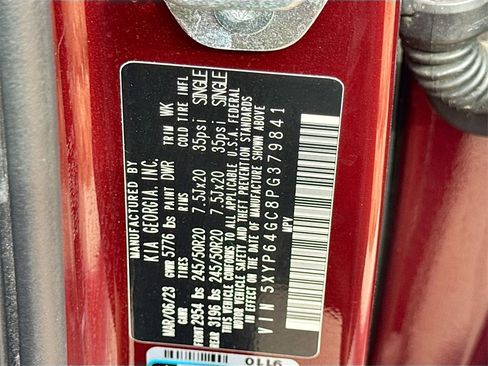 MANUFACTURED BY
KIA GEORGIA, INC.
MAR/06/23 GVWR 5776 lbs PAINT DWR TRIM WK
GAWR TIRES RIMS COLD TIRE INFL
FRONT 2954 lbs 245/50R20 7.5Jx20 35psi SINGLE
REAR 3196 lbs 245/50R20 7.5Jx20 35psi SINGLE
THIS VEHICLE CONFORMS TO ALL APPLICABLE U.S.A. FEDERAL
MOTOR VEHICLE SAFETY AND THEFT PREVENTION STANDARDS
IN EFFECT ON THE DATE OF MANUFACTURE SHOWN ABOVE
VIN 5XYP64GC8PG379841
MPV
9110